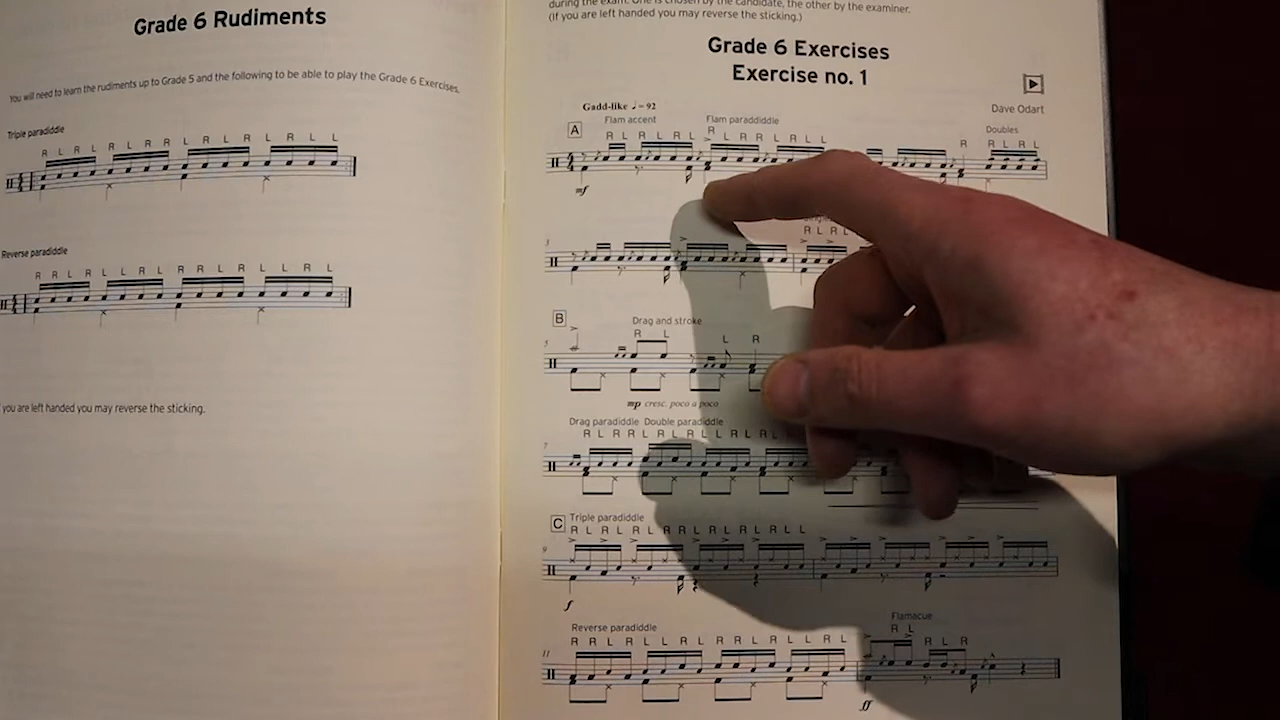 Grade 6 Rudiments
You will need to learn the rudiments up to Grade 5 and the following to be able to play the Grade 6 Exercises.
Triple paradiddle
R L R L R L R R L R L R L R L L
Reverse paradiddle
R R L R L L R L R R L R L L R L
you are left handed you may reverse the sticking.
during the exam. One is chosen by the candidate, the other by the examiner.
(If you are left handed you may reverse the sticking.)
Grade 6 Exercises
Exercise no. 1
Dave Odart
Gadd-like ♩ = 92
A
Flam accent Flam paradiddle Doubles
R L R L R L R L R R L R L L R R L R L
mf
3
R L R L
B
Drag and stroke
5
R L L R
mp cresc. poco a poco
Drag paradiddle Double paradiddle
7
R L R R L R L R L L R L R L
C Triple paradiddle
9
R L R L R L R R L R L R L R L L
f
Reverse paradiddle Flamacue
11
R R L R L L R L R R L R L L R L R L R L R
ff